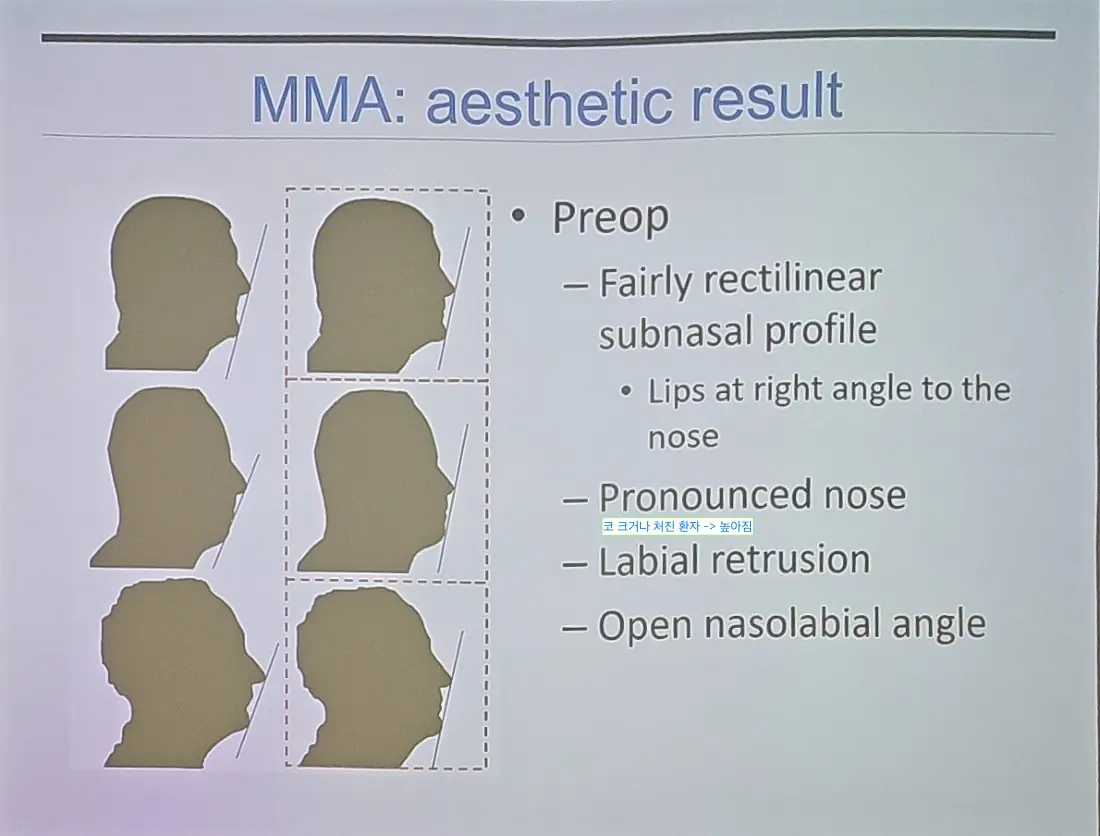 MMA: aesthetic result
• Preop
– Fairly rectilinear
subnasal profile
• Lips at right angle to the
nose
– Pronounced nose
코 크거나 처진 환자 -> 높아짐
– Labial retrusion
– Open nasolabial angle